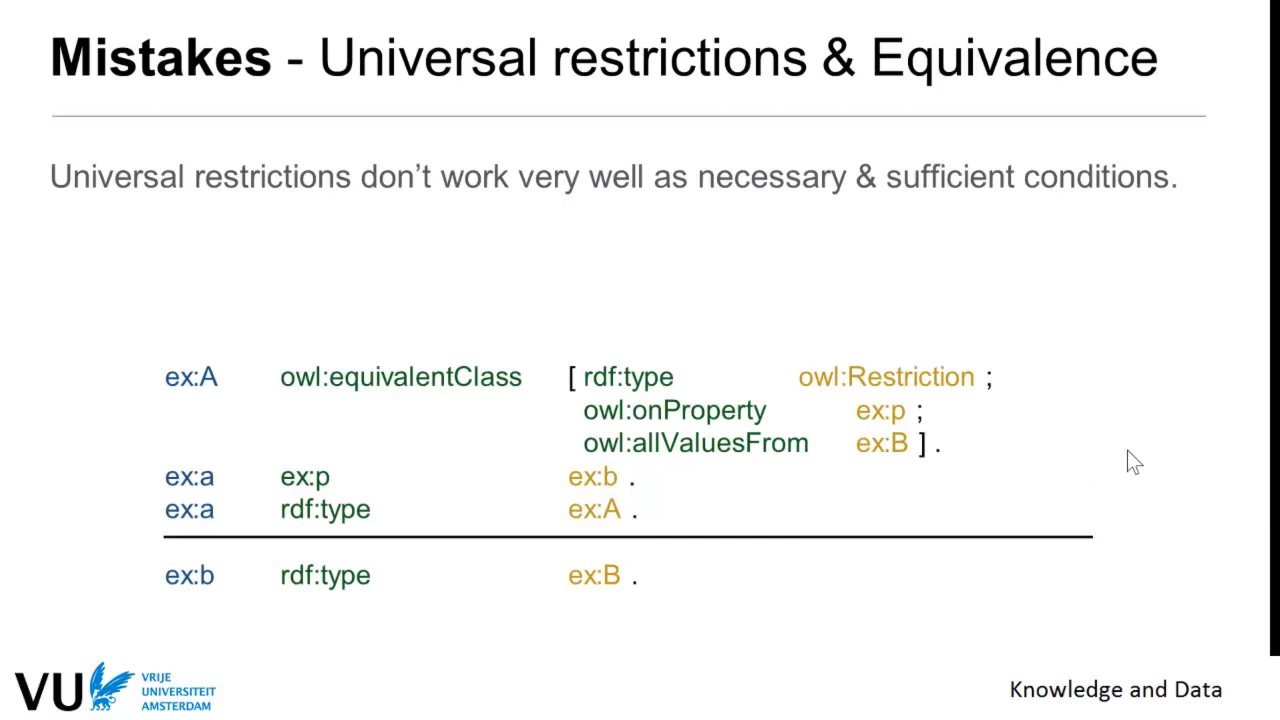 Mistakes - Universal restrictions & Equivalence
Universal restrictions don't work very well as necessary & sufficient conditions.
ex:A owl:equivalentClass [ rdf:type owl:Restriction ;
owl:onProperty ex:p ;
owl:allValuesFrom ex:B ] .
ex:a ex:p ex:b .
ex:a rdf:type ex:A .
ex:b rdf:type ex:B .
VU VRIJE
UNIVERSITEIT
AMSTERDAM
Knowledge and Data